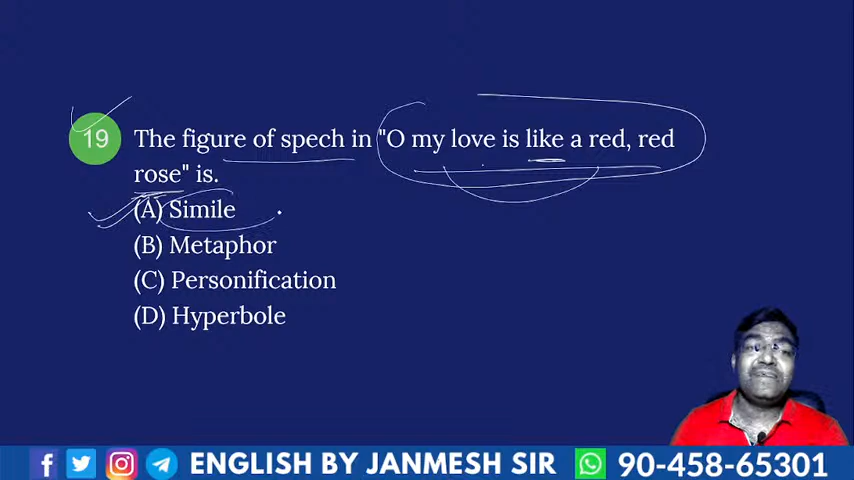 19 The figure of spech in "O my love is like a red, red
rose" is.
(A) Simile
(B) Metaphor
(C) Personification
(D) Hyperbole
ENGLISH BY JANMESH SIR 90-458-65301